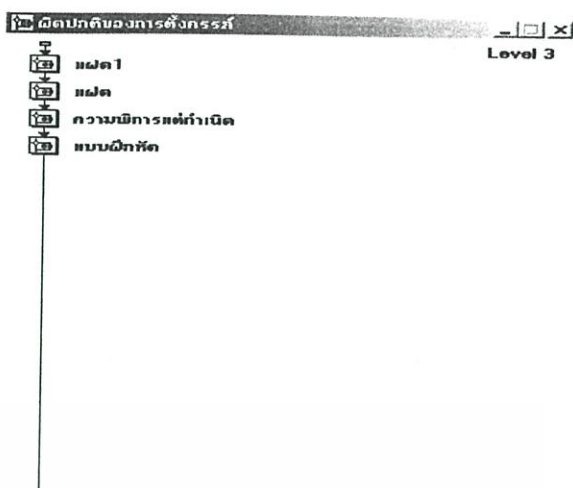 ผิดปกติของการตั้งครรภ์
Level 3
แฝด1
แฝด
ความพิการแต่กำเนิด
แบบฝึกหัด